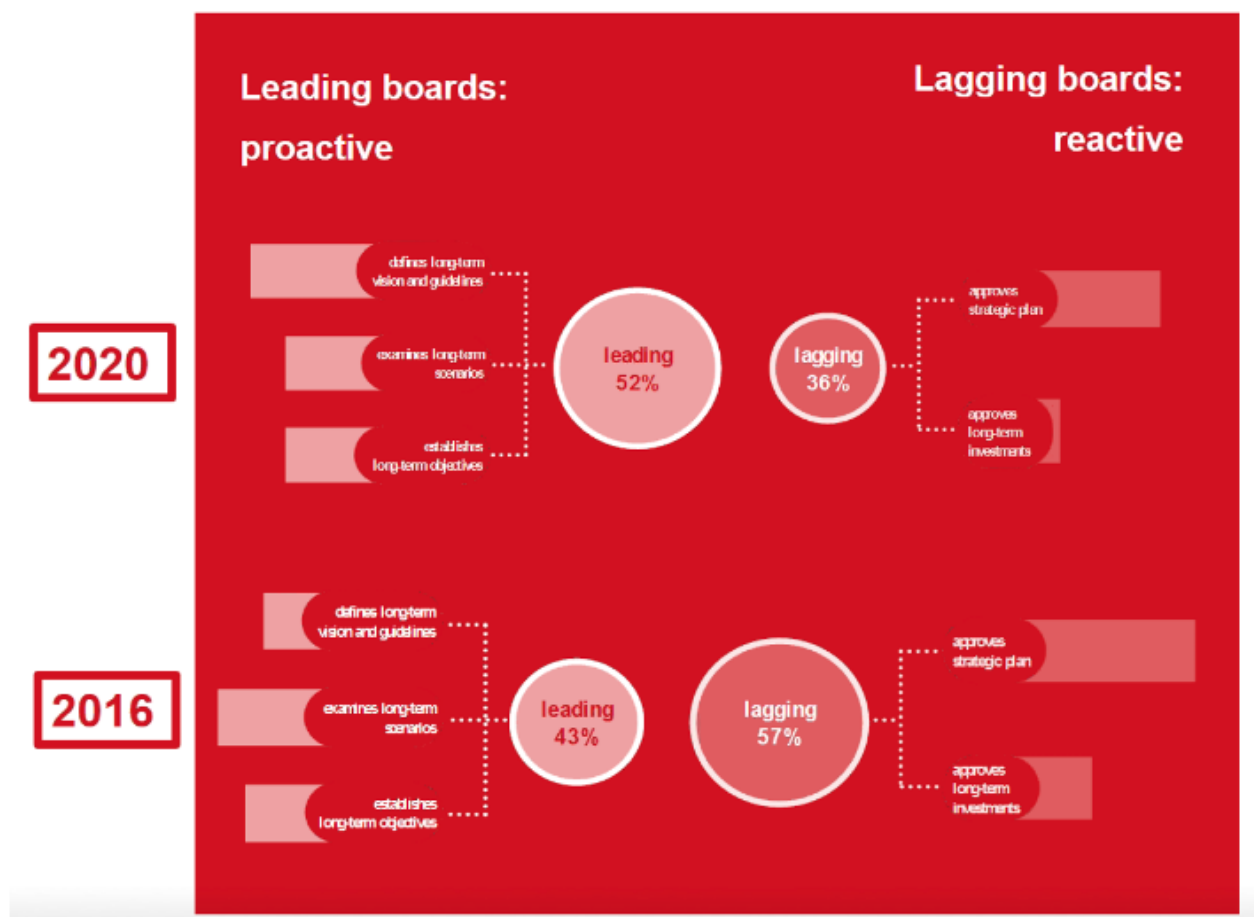 Leading boards:
proactive
Lagging boards:
reactive
2020
defines long-term
vision and guidelines
examines long-term
scenarios
establishes
long-term objectives
leading
52%
lagging
36%
approves
strategic plan
approves
long-term
investments
2016
defines long-term
vision and guidelines
examines long-term
scenarios
establishes
long-term objectives
leading
43%
lagging
57%
approves
strategic plan
approves
long-term
investments